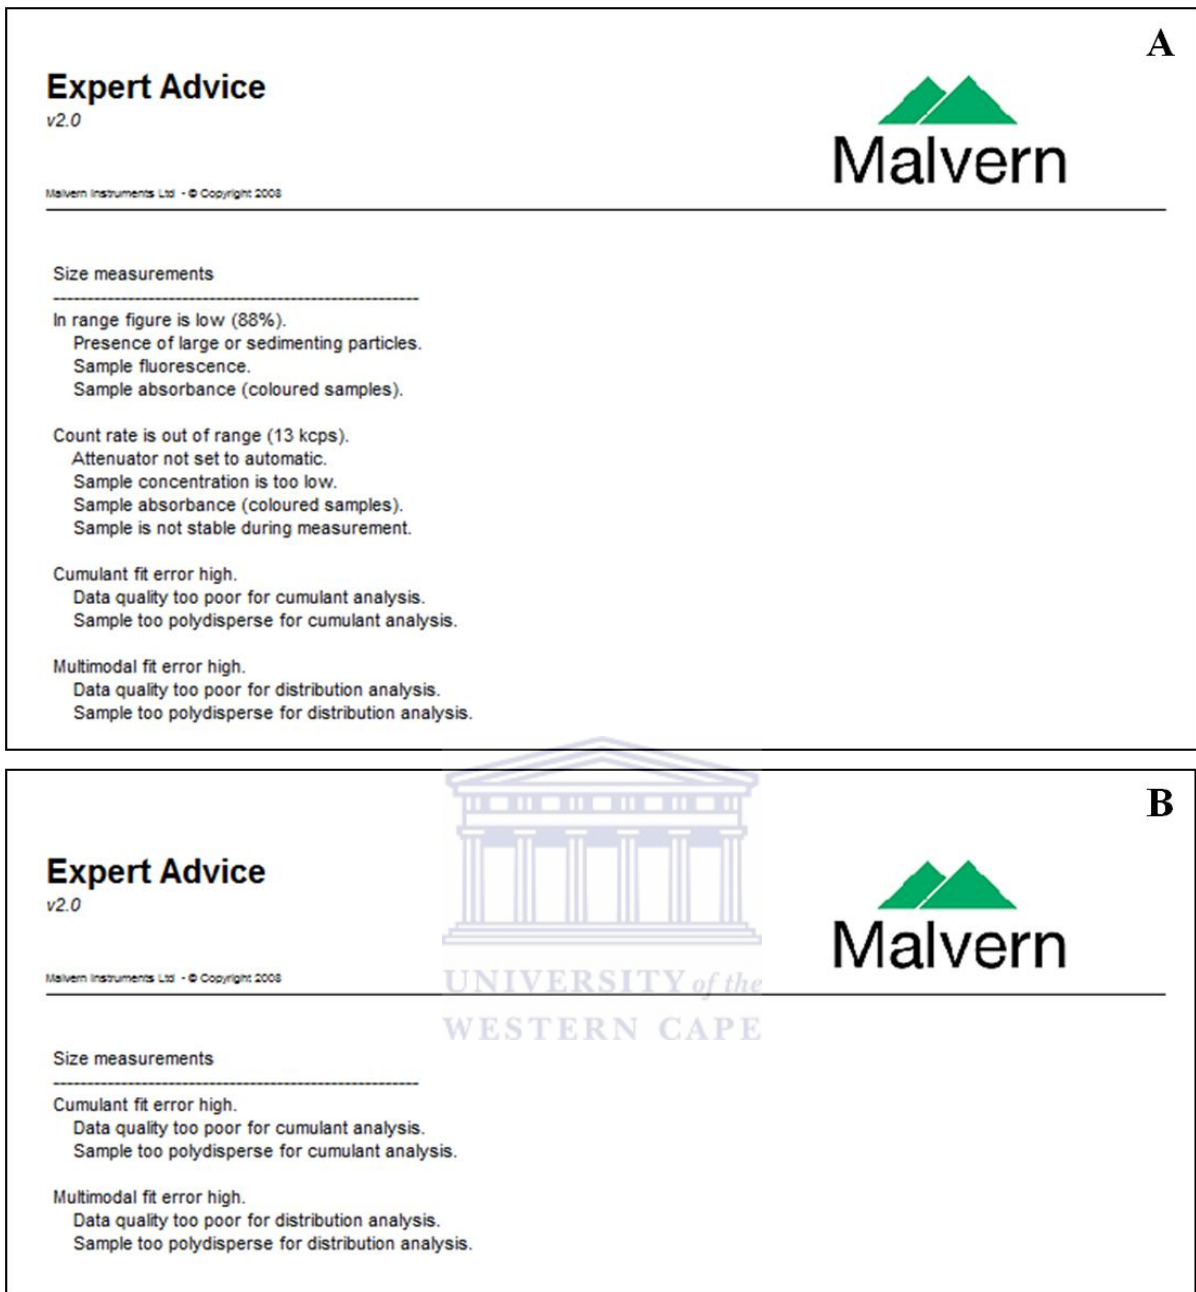 A
Expert Advice
v2.0
Malvern
Malvern Instruments Ltd - © Copyright 2008
Size measurements
------------------------------------------------------
In range figure is low (88%).
Presence of large or sedimenting particles.
Sample fluorescence.
Sample absorbance (coloured samples).
Count rate is out of range (13 kcps).
Attenuator not set to automatic.
Sample concentration is too low.
Sample absorbance (coloured samples).
Sample is not stable during measurement.
Cumulant fit error high.
Data quality too poor for cumulant analysis.
Sample too polydisperse for cumulant analysis.
Multimodal fit error high.
Data quality too poor for distribution analysis.
Sample too polydisperse for distribution analysis.
B
Expert Advice
v2.0
Malvern
Malvern Instruments Ltd - © Copyright 2008
UNIVERSITY of the
WESTERN CAPE
Size measurements
------------------------------------------------------
Cumulant fit error high.
Data quality too poor for cumulant analysis.
Sample too polydisperse for cumulant analysis.
Multimodal fit error high.
Data quality too poor for distribution analysis.
Sample too polydisperse for distribution analysis.